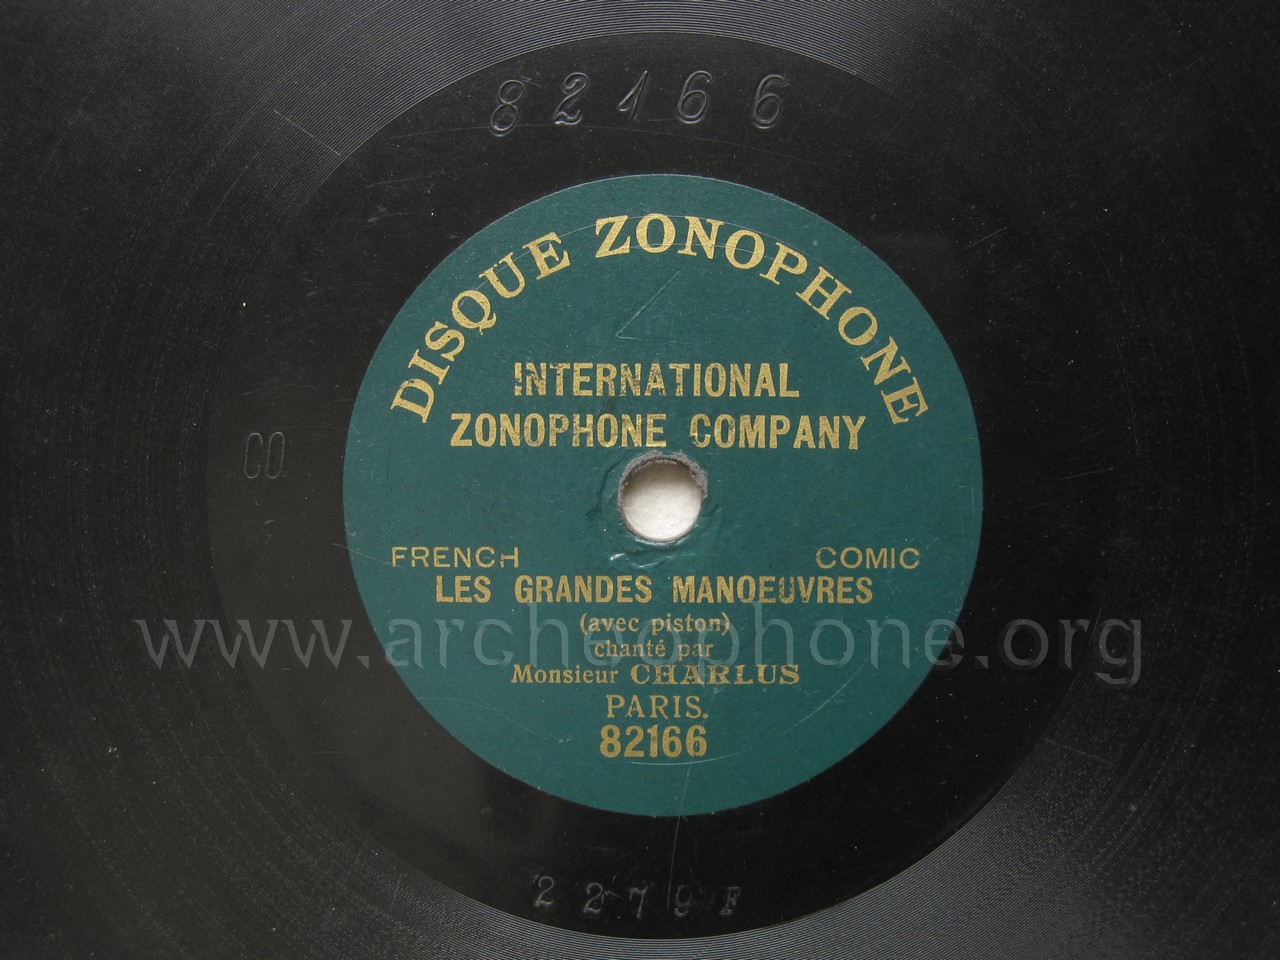 82166
DISQUE ZONOPHONE
INTERNATIONAL
ZONOPHONE COMPANY
CO
FRENCH COMIC
LES GRANDES MANOEUVRES
(avec piston)
www.archeophone.org
chanté par
Monsieur CHARLUS
PARIS.
82166
2279F